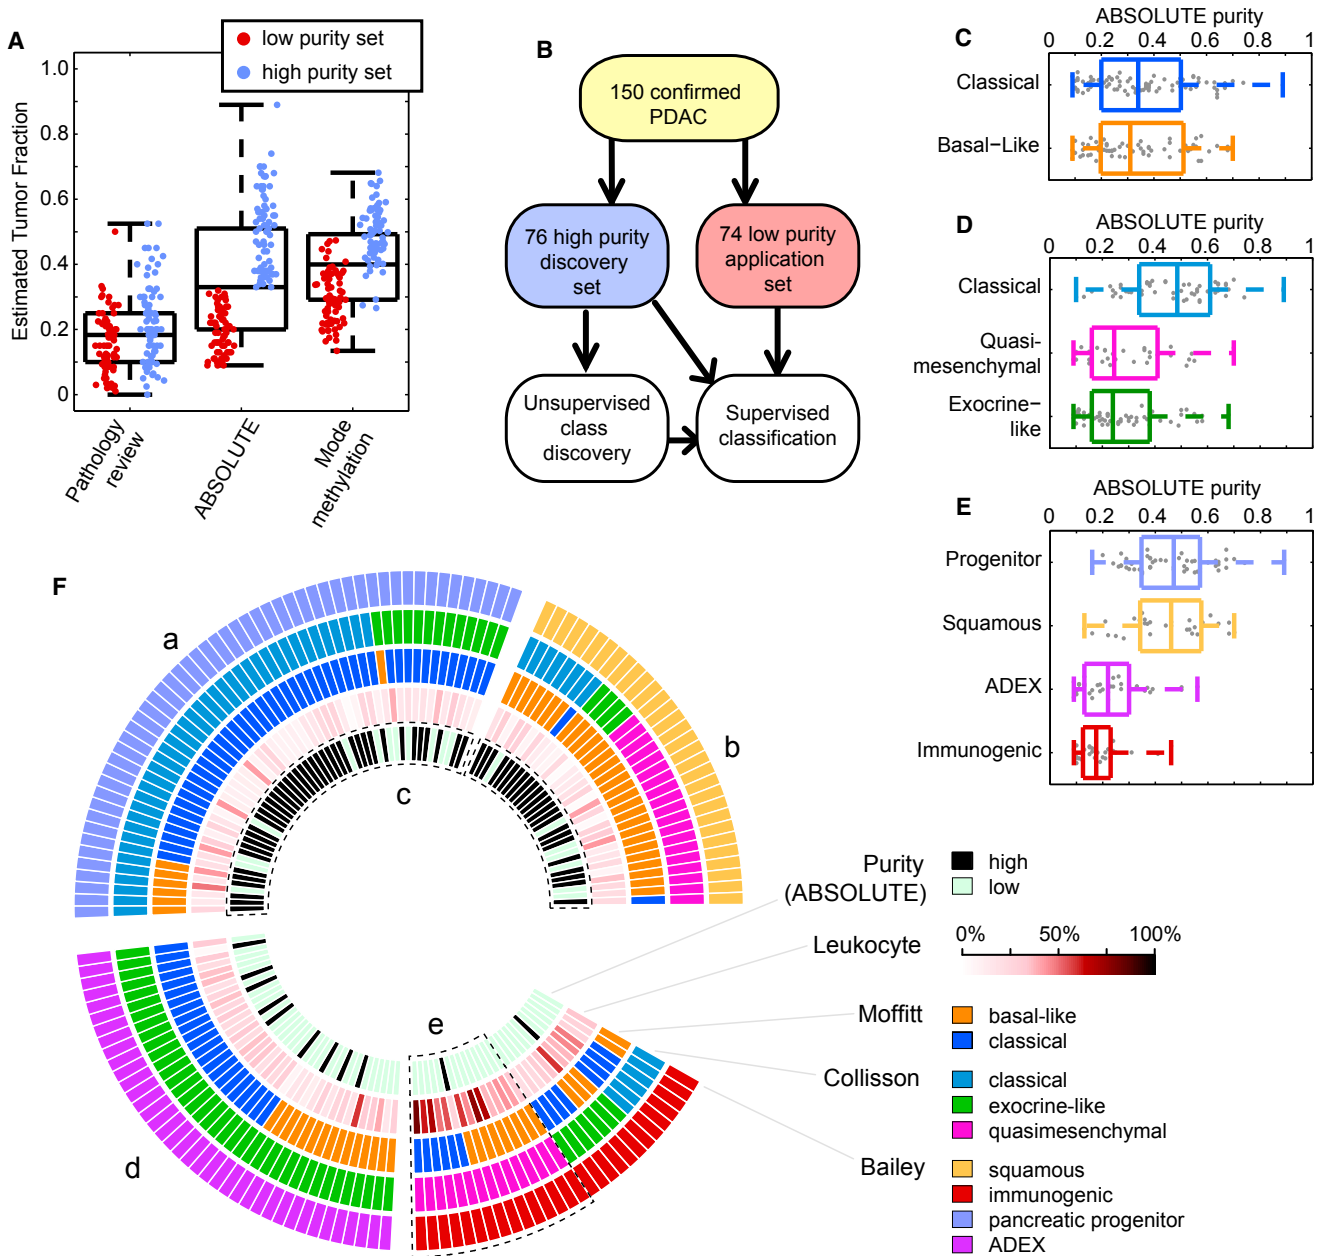 A
low purity set
high purity set
Estimated Tumor Fraction
1.0
0.8
0.6
0.4
0.2
0
Pathology
review
ABSOLUTE
Mode
methylation
B
150 confirmed
PDAC
76 high purity
discovery
set
74 low purity
application
set
Unsupervised
class
discovery
Supervised
classification
C
ABSOLUTE purity
0 0.2 0.4 0.6 0.8 1
Classical
Basal−Like
D
ABSOLUTE purity
0 0.2 0.4 0.6 0.8 1
Classical
Quasi-
mesenchymal
Exocrine−
like
E
ABSOLUTE purity
0 0.2 0.4 0.6 0.8 1
Progenitor
Squamous
ADEX
Immunogenic
F
a
b
c
d
e
Purity
(ABSOLUTE)
high
low
Leukocyte
0% 50% 100%
Moffitt
basal-like
classical
Collisson
classical
exocrine-like
quasimesenchymal
Bailey
squamous
immunogenic
pancreatic progenitor
ADEX